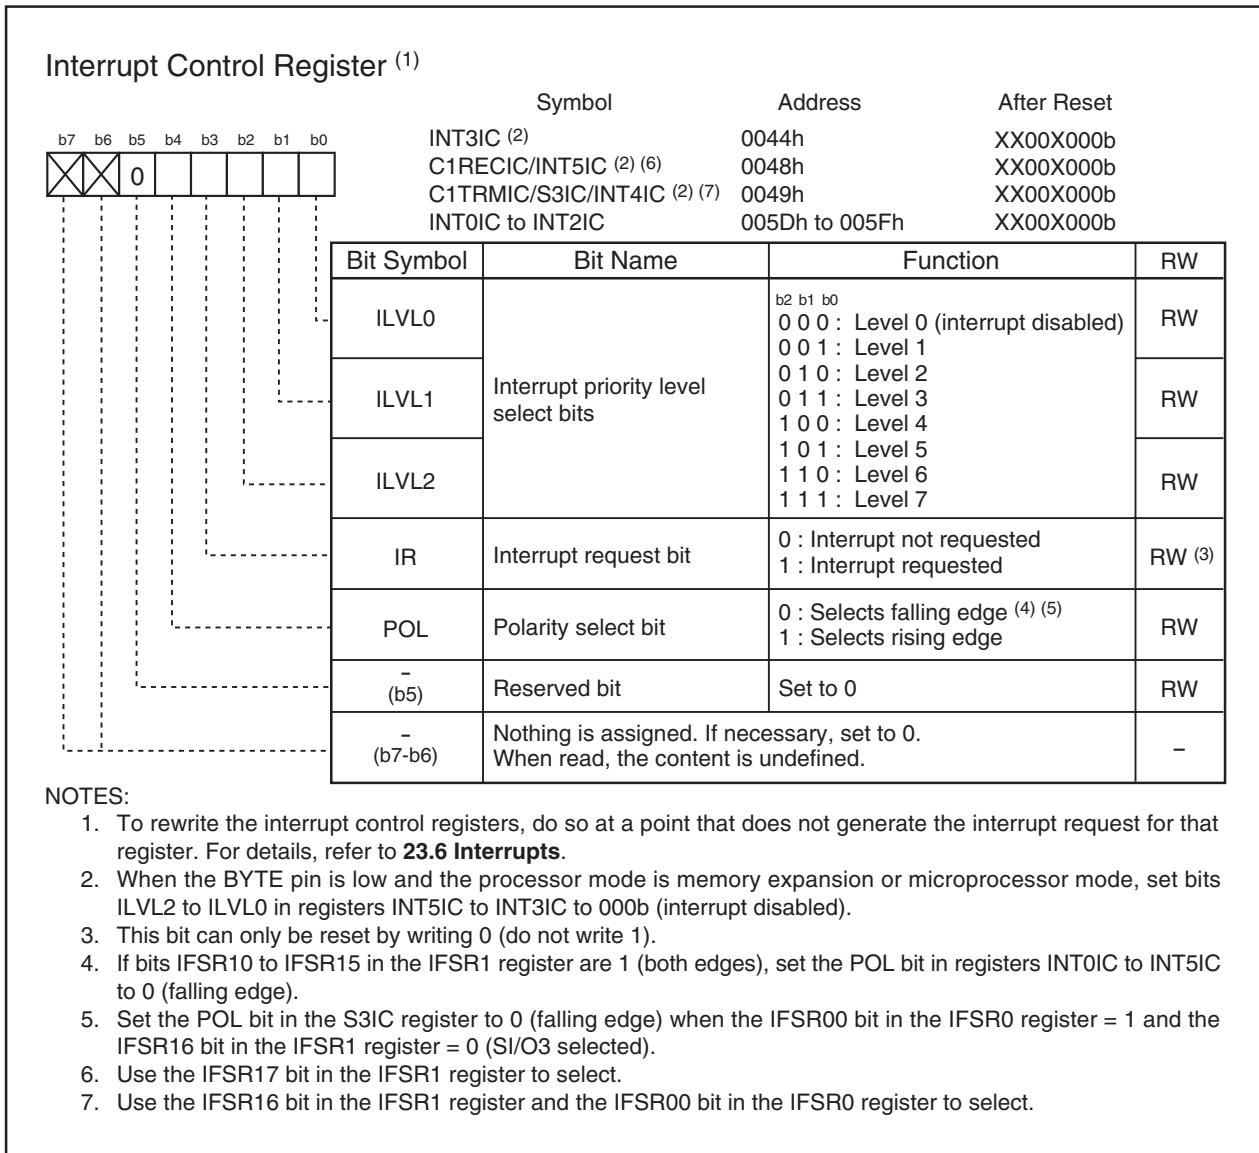 Interrupt Control Register (1)
Symbol Address After Reset
INT3IC (2) 0044h XX00X000b
C1RECIC/INT5IC (2) (6) 0048h XX00X000b
C1TRMIC/S3IC/INT4IC (2) (7) 0049h XX00X000b
INT0IC to INT2IC 005Dh to 005Fh XX00X000b
b7 b6 b5 b4 b3 b2 b1 b0
0
Bit Symbol Bit Name Function RW
ILVL0 RW
ILVL1 RW
ILVL2 RW
Interrupt priority level
select bits
b2 b1 b0
0 0 0 : Level 0 (interrupt disabled)
0 0 1 : Level 1
0 1 0 : Level 2
0 1 1 : Level 3
1 0 0 : Level 4
1 0 1 : Level 5
1 1 0 : Level 6
1 1 1 : Level 7
IR Interrupt request bit
0 : Interrupt not requested
1 : Interrupt requested
RW (3)
POL Polarity select bit
0 : Selects falling edge (4) (5)
1 : Selects rising edge
RW
–
(b5)
Reserved bit Set to 0 RW
–
(b7-b6)
Nothing is assigned. If necessary, set to 0.
When read, the content is undefined.
–
NOTES:
1. To rewrite the interrupt control registers, do so at a point that does not generate the interrupt request for that
register. For details, refer to 23.6 Interrupts.
2. When the BYTE pin is low and the processor mode is memory expansion or microprocessor mode, set bits
ILVL2 to ILVL0 in registers INT5IC to INT3IC to 000b (interrupt disabled).
3. This bit can only be reset by writing 0 (do not write 1).
4. If bits IFSR10 to IFSR15 in the IFSR1 register are 1 (both edges), set the POL bit in registers INT0IC to INT5IC
to 0 (falling edge).
5. Set the POL bit in the S3IC register to 0 (falling edge) when the IFSR00 bit in the IFSR0 register = 1 and the
IFSR16 bit in the IFSR1 register = 0 (SI/O3 selected).
6. Use the IFSR17 bit in the IFSR1 register to select.
7. Use the IFSR16 bit in the IFSR1 register and the IFSR00 bit in the IFSR0 register to select.